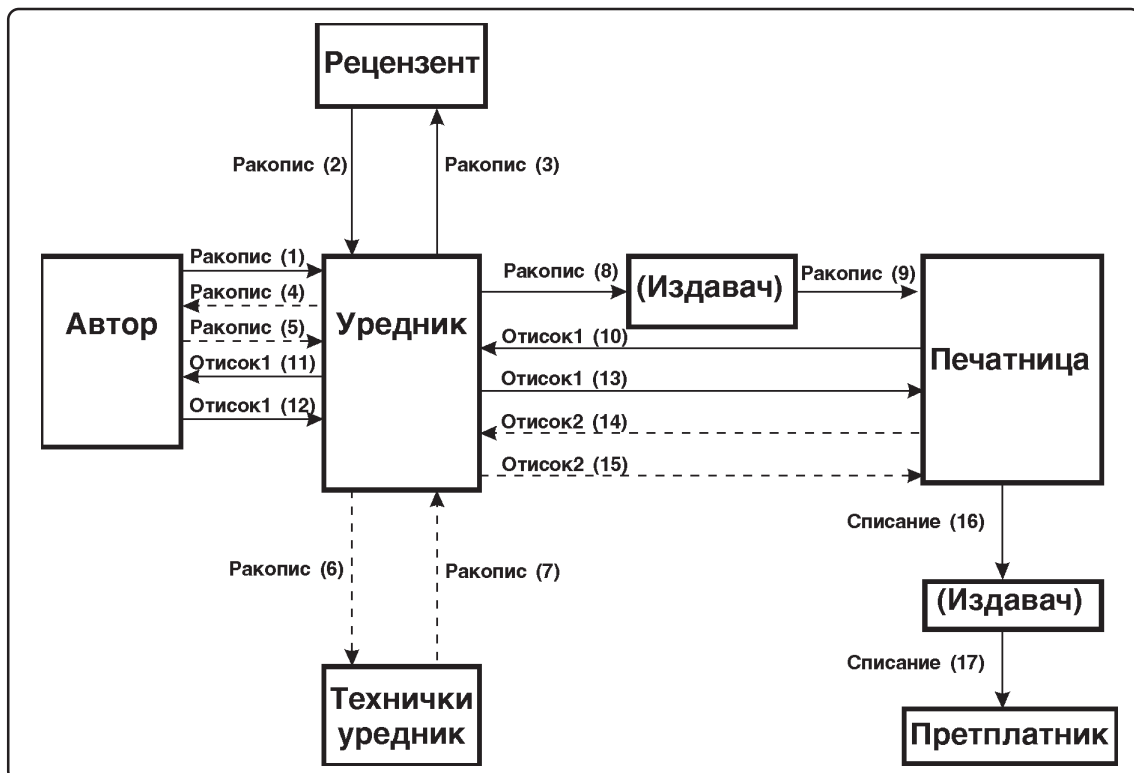 Рецензент
Ракопис (2)
Ракопис (3)
Автор
Ракопис (1)
Ракопис (4)
Ракопис (5)
Отисок1 (11)
Отисок1 (12)
Уредник
Ракопис (8)
(Издавач)
Ракопис (9)
Отисок1 (10)
Отисок1 (13)
Отисок2 (14)
Отисок2 (15)
Печатница
Ракопис (6)
Ракопис (7)
Технички
уредник
Списание (16)
(Издавач)
Списание (17)
Претплатник